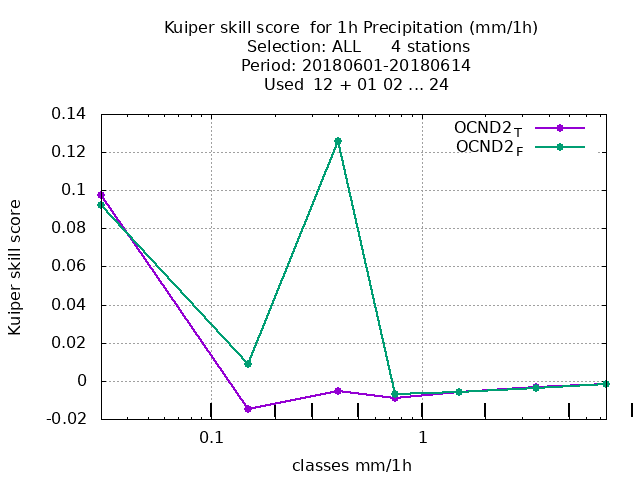 Kuiper skill score  for 1h Precipitation (mm/1h)
Selection: ALL      4 stations
Period: 20180601-20180614
Used  12 + 01 02 ... 24
OCND2T
OCND2F
0.14
0.12
0.1
0.08
0.06
0.04
0.02
0
-0.02
Kuiper skill score
0.1
1
classes mm/1h